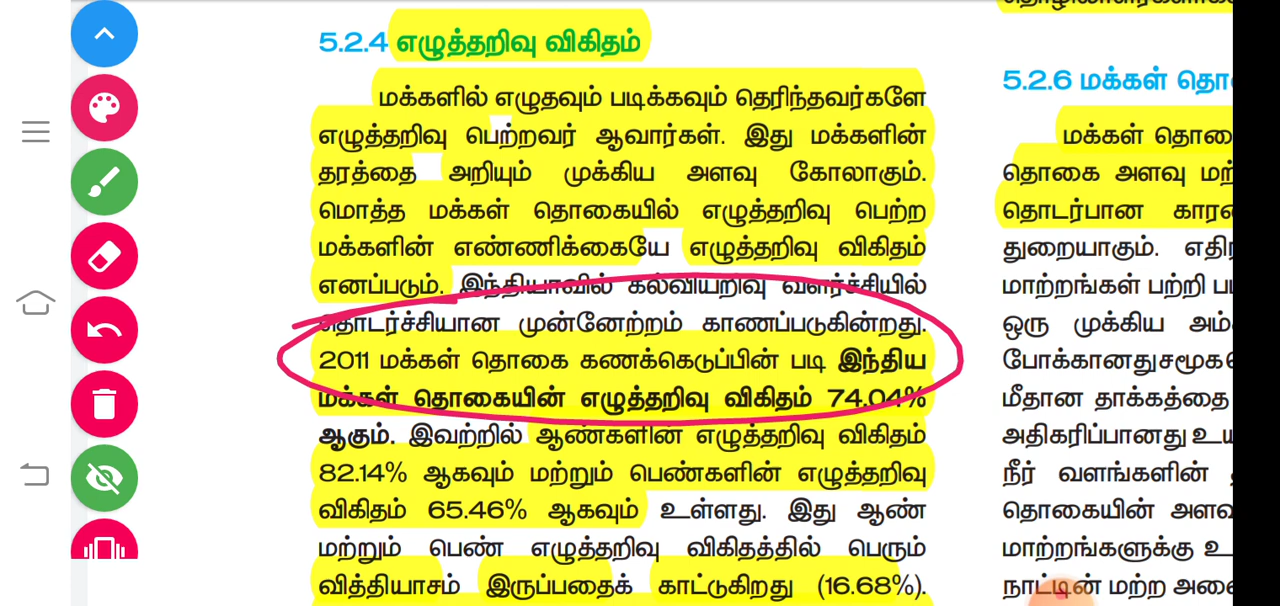 5.2.4 எழுத்தறிவு விகிதம்
மக்களில் எழுதவும் படிக்கவும் தெரிந்தவர்களே
எழுத்தறிவு பெற்றவர் ஆவார்கள். இது மக்களின்
தரத்தை அறியும் முக்கிய அளவு கோலாகும்.
மொத்த மக்கள் தொகையில் எழுத்தறிவு பெற்ற
மக்களின் எண்ணிக்கையே எழுத்தறிவு விகிதம்
எனப்படும். இந்தியாவில் கல்வியறிவு வளர்ச்சியில்
தொடர்ச்சியான முன்னேற்றம் காணப்படுகின்றது.
2011 மக்கள் தொகை கணக்கெடுப்பின் படி இந்திய
மக்கள் தொகையின் எழுத்தறிவு விகிதம் 74.04%
ஆகும். இவற்றில் ஆண்களின் எழுத்தறிவு விகிதம்
82.14% ஆகவும் மற்றும் பெண்களின் எழுத்தறிவு
விகிதம் 65.46% ஆகவும் உள்ளது. இது ஆண்
மற்றும் பெண் எழுத்தறிவு விகிதத்தில் பெரும்
வித்தியாசம் இருப்பதைக் காட்டுகிறது (16.68%).
5.2.6 மக்கள்
மக்கள்
தொகை அளவு
தொடர்பான
துறையாகும்.
மாற்றங்கள் பற்றி
ஒரு முக்கிய
போக்கானது
மீதான தாக்கத்தை
அதிகரிப்பானது
நீர் வளங்களின்
தொகையின்
மாற்றங்களுக்கு
நாட்டின் மற்ற